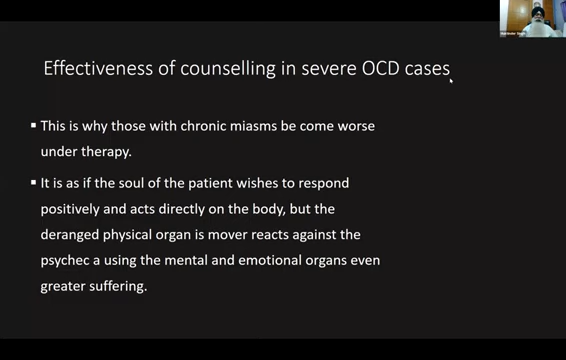 Effectiveness of counselling in severe OCD cases
▪ This is why those with chronic miasms be come worse
under therapy.
▪ It is as if the soul of the patient wishes to respond
positively and acts directly on the body, but the
deranged physical organ is mover reacts against the
psychec a using the mental and emotional organs even
greater suffering.